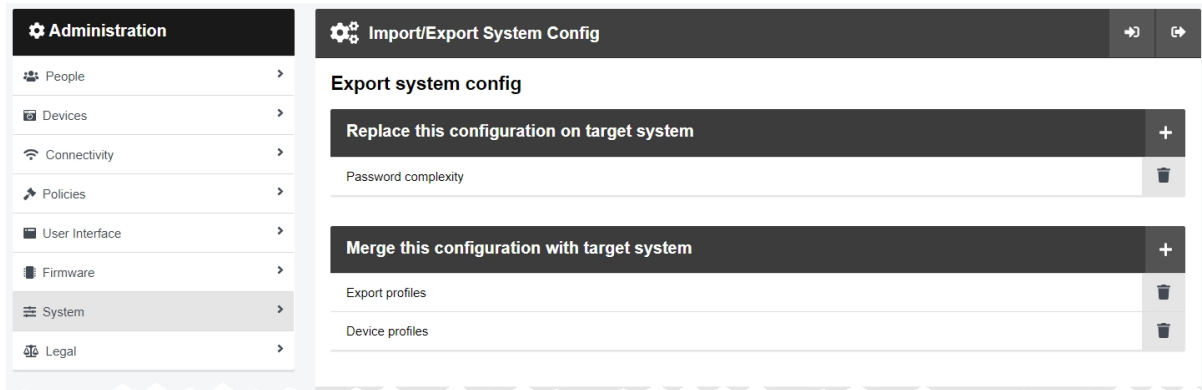 Administration
People
Devices
Connectivity
Policies
User Interface
Firmware
System
Legal
Import/Export System Config
Export system config
Replace this configuration on target system
Password complexity
Merge this configuration with target system
Export profiles
Device profiles